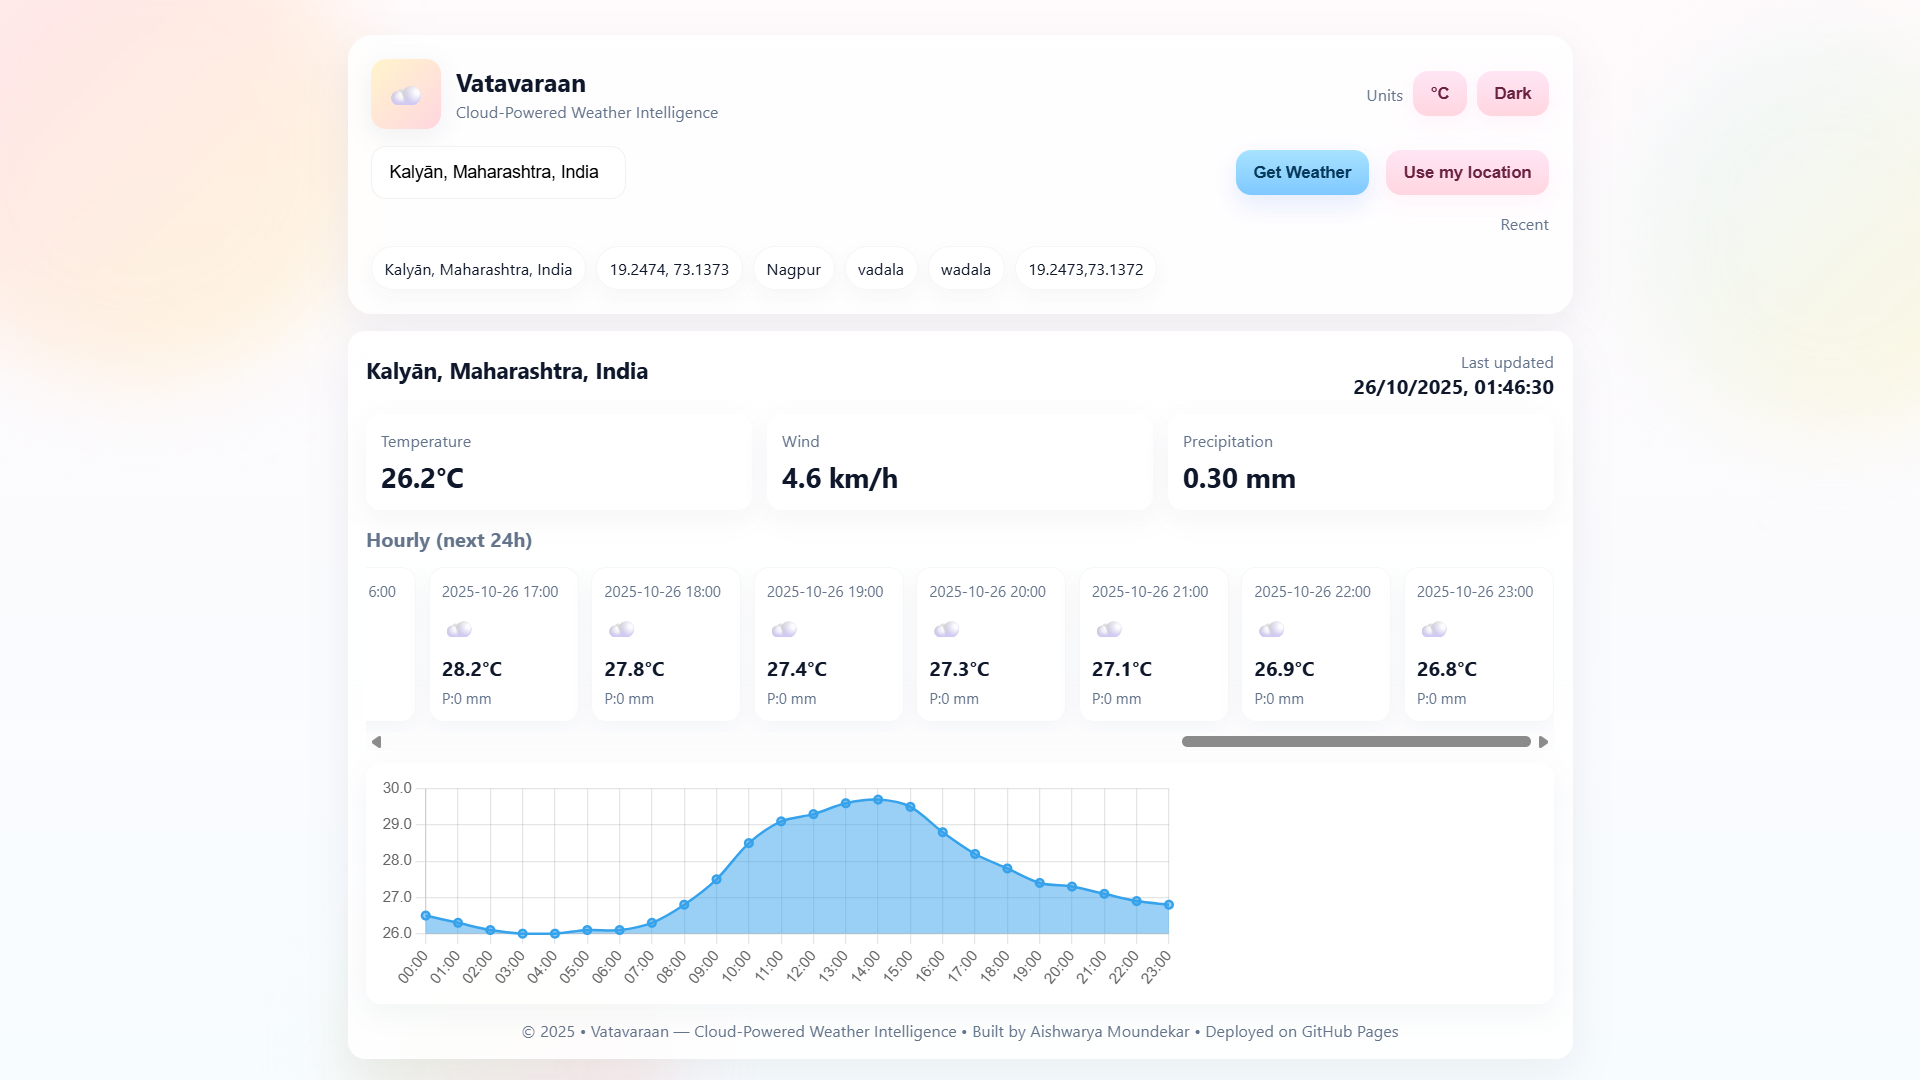 Vatavaraan
Cloud-Powered Weather Intelligence
Units
°C
Dark
Kalyān, Maharashtra, India
Get Weather
Use my location
Recent
Kalyān, Maharashtra, India
19.2474, 73.1373
Nagpur
vadala
wadala
19.2473,73.1372
Kalyān, Maharashtra, India
Last updated
26/10/2025, 01:46:30
Temperature
26.2°C
Wind
4.6 km/h
Precipitation
0.30 mm
Hourly (next 24h)
6:00
2025-10-26 17:00
28.2°C
P:0 mm
2025-10-26 18:00
27.8°C
P:0 mm
2025-10-26 19:00
27.4°C
P:0 mm
2025-10-26 20:00
27.3°C
P:0 mm
2025-10-26 21:00
27.1°C
P:0 mm
2025-10-26 22:00
26.9°C
P:0 mm
2025-10-26 23:00
26.8°C
P:0 mm
30.0
29.0
28.0
27.0
26.0
00:00
01:00
02:00
03:00
04:00
05:00
06:00
07:00
08:00
09:00
10:00
11:00
12:00
13:00
14:00
15:00
16:00
17:00
18:00
19:00
20:00
21:00
22:00
23:00
© 2025 • Vatavaraan — Cloud-Powered Weather Intelligence • Built by Aishwarya Moundekar • Deployed on GitHub Pages